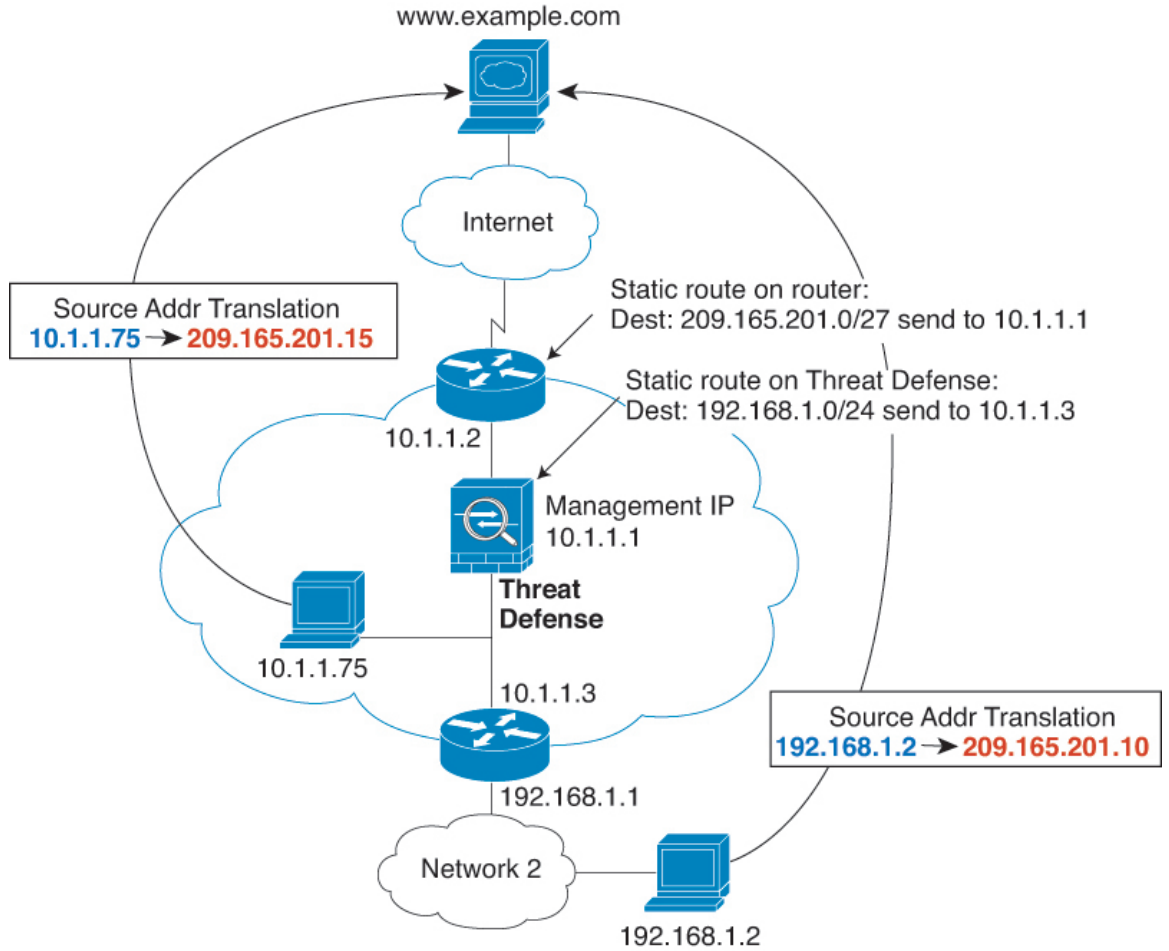 www.example.com
Internet
Static route on router:
Dest: 209.165.201.0/27 send to 10.1.1.1
Source Addr Translation
10.1.1.75 → 209.165.201.15
Static route on Threat Defense:
Dest: 192.168.1.0/24 send to 10.1.1.3
10.1.1.2
Management IP
10.1.1.1
Threat
Defense
10.1.1.75
10.1.1.3
Source Addr Translation
192.168.1.2 → 209.165.201.10
192.168.1.1
Network 2
192.168.1.2